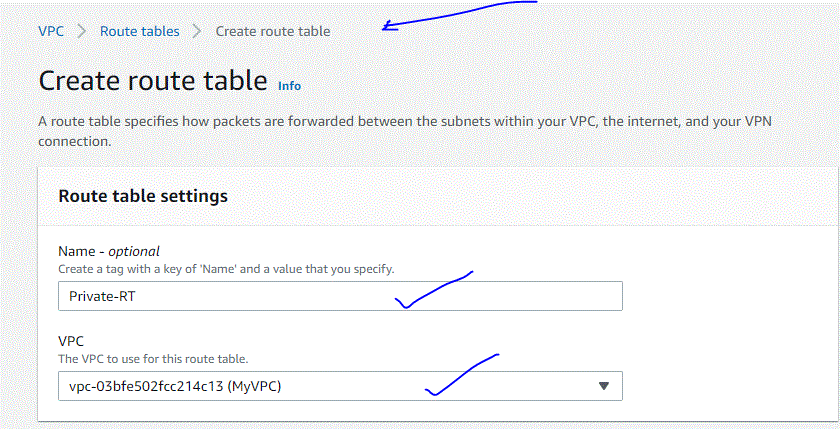 VPC > Route tables > Create route table
Create route table Info
A route table specifies how packets are forwarded between the subnets within your VPC, the internet, and your VPN
connection.
Route table settings
Name - optional
Create a tag with a key of 'Name' and a value that you specify.
Private-RT
VPC
The VPC to use for this route table.
vpc-03bfe502fcc214c13 (MyVPC)